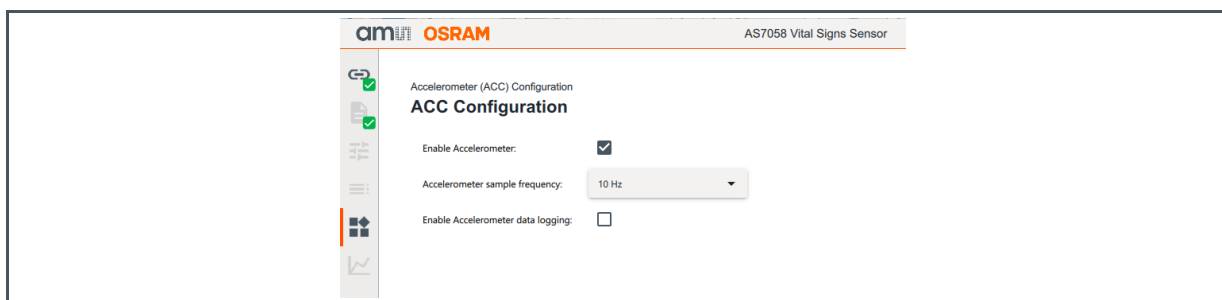 am OSRAM
AS7058 Vital Signs Sensor
Accelerometer (ACC) Configuration
ACC Configuration
Enable Accelerometer:
Accelerometer sample frequency:
10 Hz
Enable Accelerometer data logging: